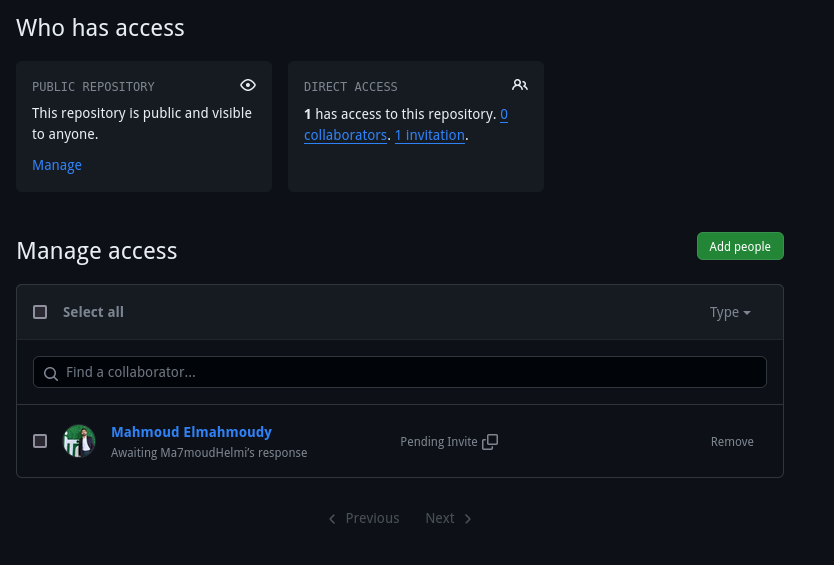 Who has access
PUBLIC REPOSITORY
This repository is public and visible
to anyone.
Manage
DIRECT ACCESS
1 has access to this repository. 0
collaborators. 1 invitation.
Manage access
Add people
Select all
Type
Find a collaborator...
Mahmoud Elmahmoudy
Awaiting Ma7moudHelmi's response
Pending Invite
Remove
Previous
Next